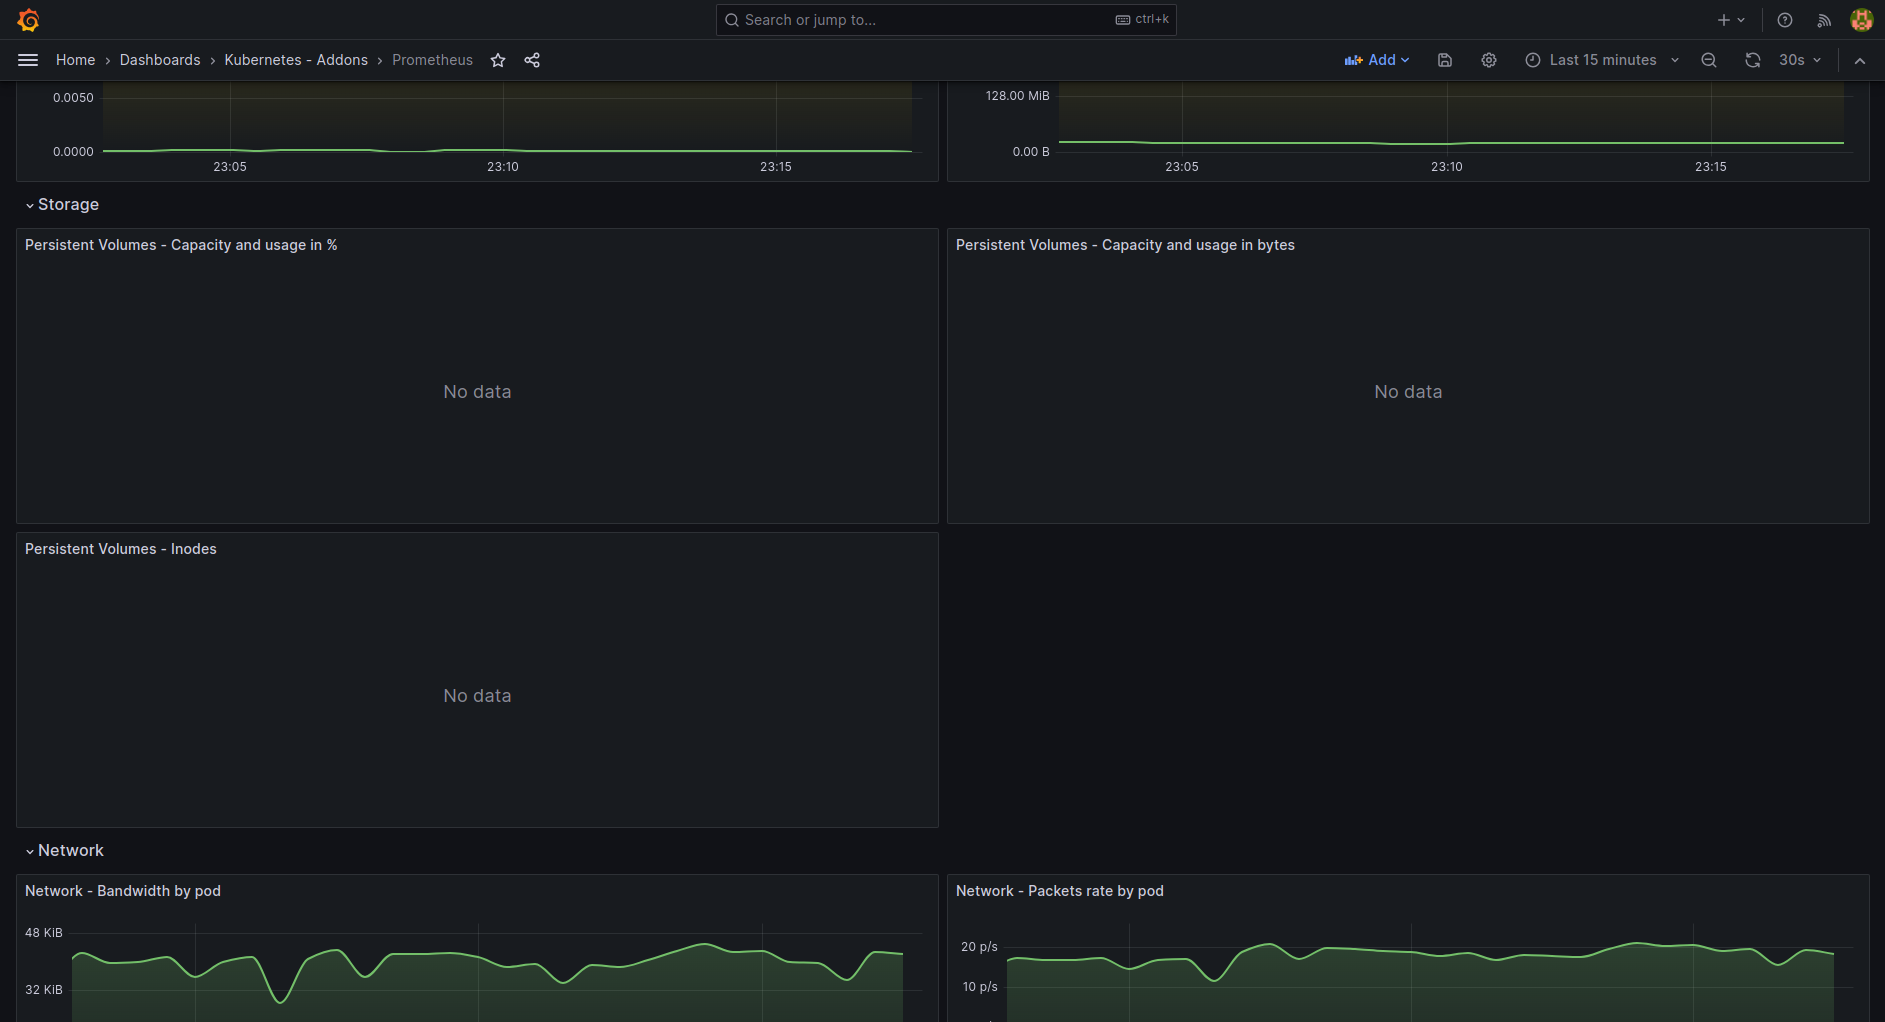 Search or jump to...
ctrl+k
Home › Dashboards › Kubernetes - Addons › Prometheus
Add
Last 15 minutes
30s
0.0050
0.0000
23:05
23:10
23:15
128.00 MiB
0.00 B
23:05
23:10
23:15
Storage
Persistent Volumes - Capacity and usage in %
No data
Persistent Volumes - Capacity and usage in bytes
No data
Persistent Volumes - Inodes
No data
Network
Network - Bandwidth by pod
48 KiB
32 KiB
Network - Packets rate by pod
20 p/s
10 p/s